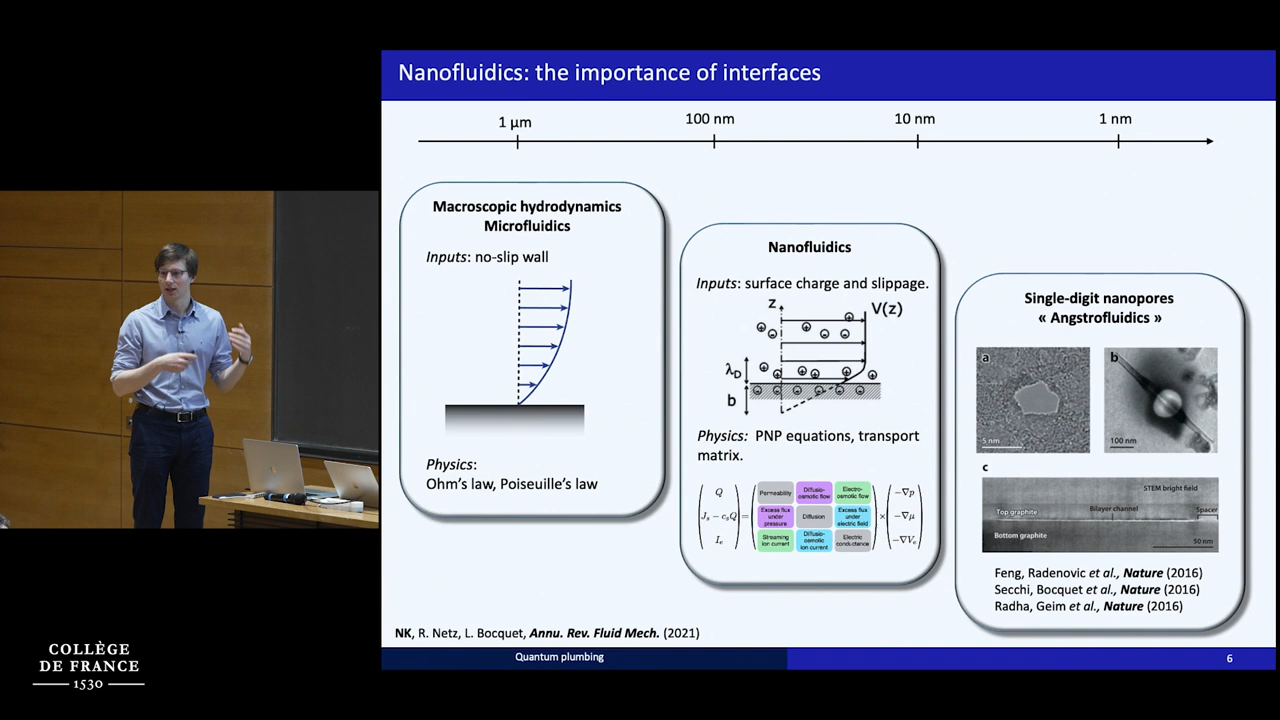 Nanofluidics: the importance of interfaces
1 µm
100 nm
10 nm
1 nm
Macroscopic hydrodynamics
Microfluidics
Inputs: no-slip wall
Physics:
Ohm's law, Poiseuille's law
Nanofluidics
Inputs: surface charge and slippage.
z
V(z)
λD
b
Physics: PNP equations, transport
matrix.
Q
Js − csQ
Ie
=
Permeability
Diffusio-osmotic flow
Electro-osmotic flow
Excess flux under pressure
Diffusion
Excess flux under electric field
Streaming ion current
Diffusio-osmotic ion current
Electric conductance
×
−∇p
−∇µ
−∇Ve
Single-digit nanopores
« Angstrofluidics »
a
5 nm
b
100 nm
c
STEM bright field
Top graphite
Bilayer channel
Spacer
Bottom graphite
50 nm
Feng, Radenovic et al., Nature (2016)
Secchi, Bocquet et al., Nature (2016)
Radha, Geim et al., Nature (2016)
NK, R. Netz, L. Bocquet, Annu. Rev. Fluid Mech. (2021)
Quantum plumbing
6
COLLÈGE
DE FRANCE
1530